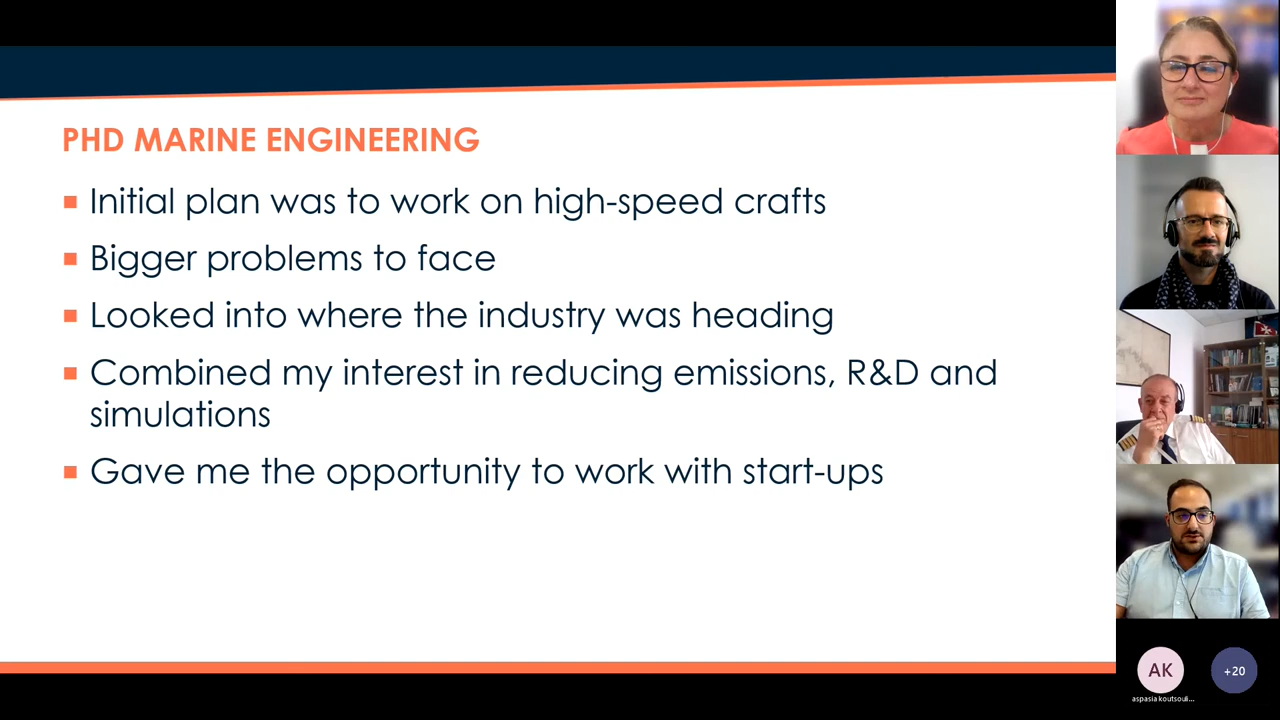 PHD MARINE ENGINEERING
Initial plan was to work on high-speed crafts
Bigger problems to face
Looked into where the industry was heading
Combined my interest in reducing emissions, R&D and
simulations
Gave me the opportunity to work with start-ups
AK
+20
aspasia koutsouli...